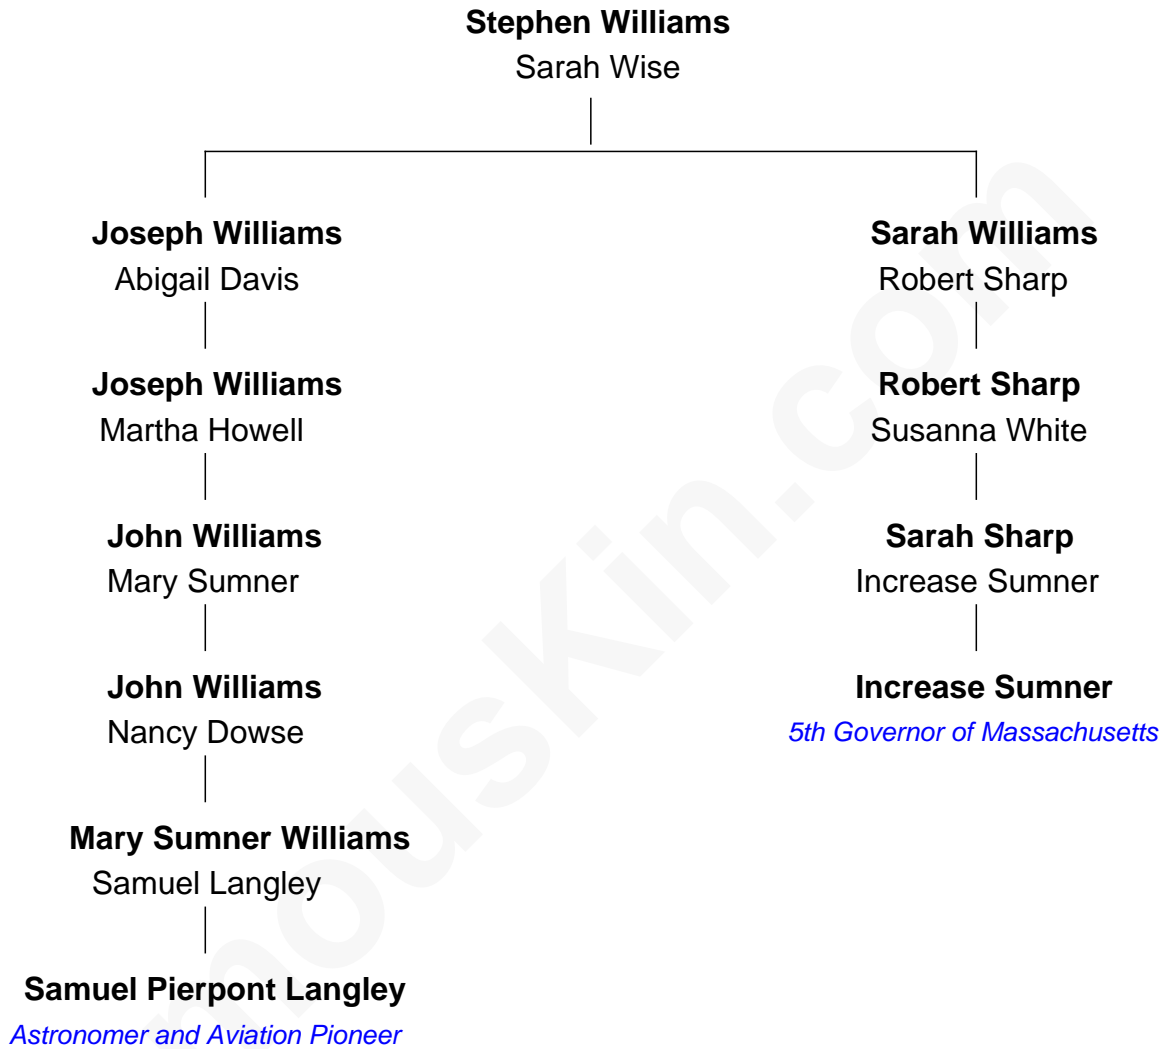 Stephen Williams
Sarah Wise
Joseph Williams
Abigail Davis
Sarah Williams
Robert Sharp
Joseph Williams
Martha Howell
Robert Sharp
Susanna White
John Williams
Mary Sumner
Sarah Sharp
Increase Sumner
John Williams
Nancy Dowse
Increase Sumner
5th Governor of Massachusetts
Mary Sumner Williams
Samuel Langley
Samuel Pierpont Langley
Astronomer and Aviation Pioneer
mousKin.com